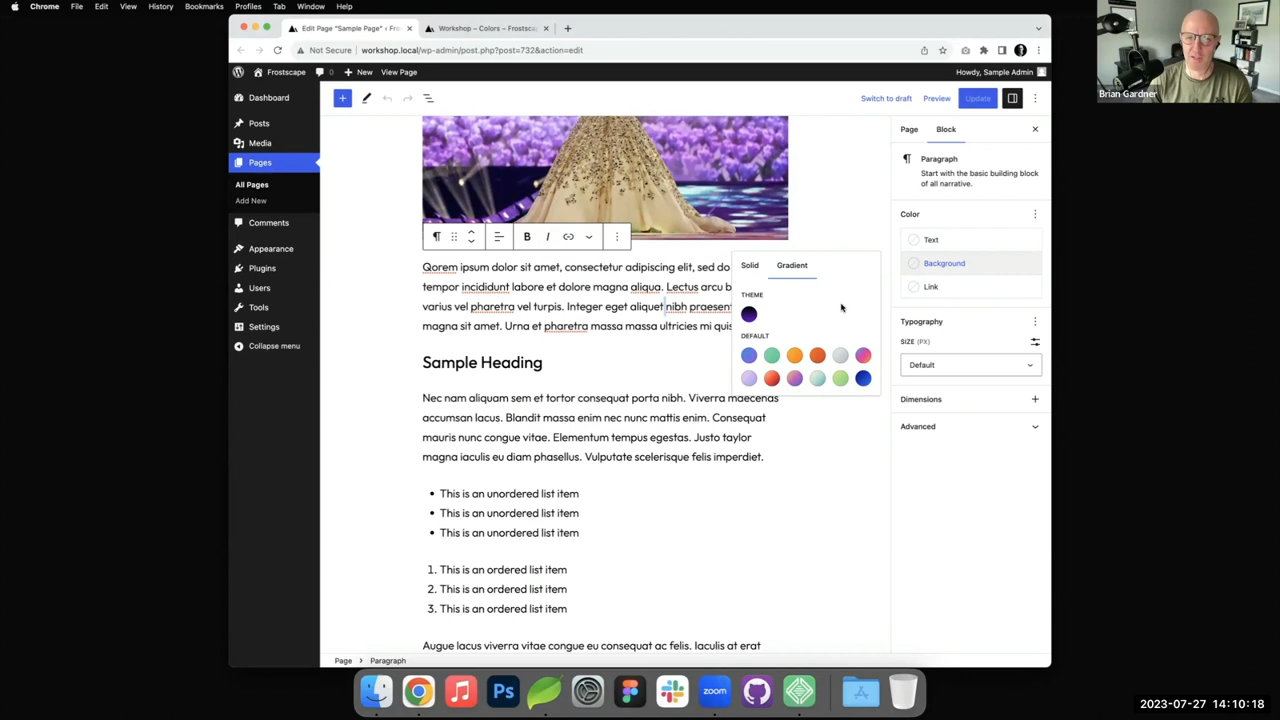 Chrome File Edit View History Bookmarks Profiles Tab Window Help
Edit Page "Sample Page" ‹ Fro
Workshop – Colors – Frostscap
Not Secure workshop.local/wp-admin/post.php?post=732&action=edit
Frostscape 0 New View Page Howdy, Sample Admin
Brian Gardner
Dashboard
Posts
Media
Pages
All Pages
Add New
Comments
Appearance
Plugins
Users
Tools
Settings
Collapse menu
Switch to draft Preview Update
B I
Qorem ipsum dolor sit amet, consectetur adipiscing elit, sed do
tempor incididunt labore et dolore magna aliqua. Lectus arcu b
varius vel pharetra vel turpis. Integer eget aliquet nibh praesent
magna sit amet. Urna et pharetra massa massa ultricies mi quis
Sample Heading
Nec nam aliquam sem et tortor consequat porta nibh. Viverra maecenas
accumsan lacus. Blandit massa enim nec nunc mattis enim. Consequat
mauris nunc congue vitae. Elementum tempus egestas. Justo taylor
magna iaculis eu diam phasellus. Vulputate scelerisque felis imperdiet.
• This is an unordered list item
• This is an unordered list item
• This is an unordered list item
1. This is an ordered list item
2. This is an ordered list item
3. This is an ordered list item
Augue lacus viverra vitae congue eu consequat ac felis. Iaculis at erat
Solid Gradient
THEME
DEFAULT
Page Block
Paragraph
Start with the basic building block
of all narrative.
Color
Text
Background
Link
Typography
SIZE (PX)
Default
Dimensions
Advanced
Page › Paragraph
Ps
zoom
2023-07-27 14:10:18